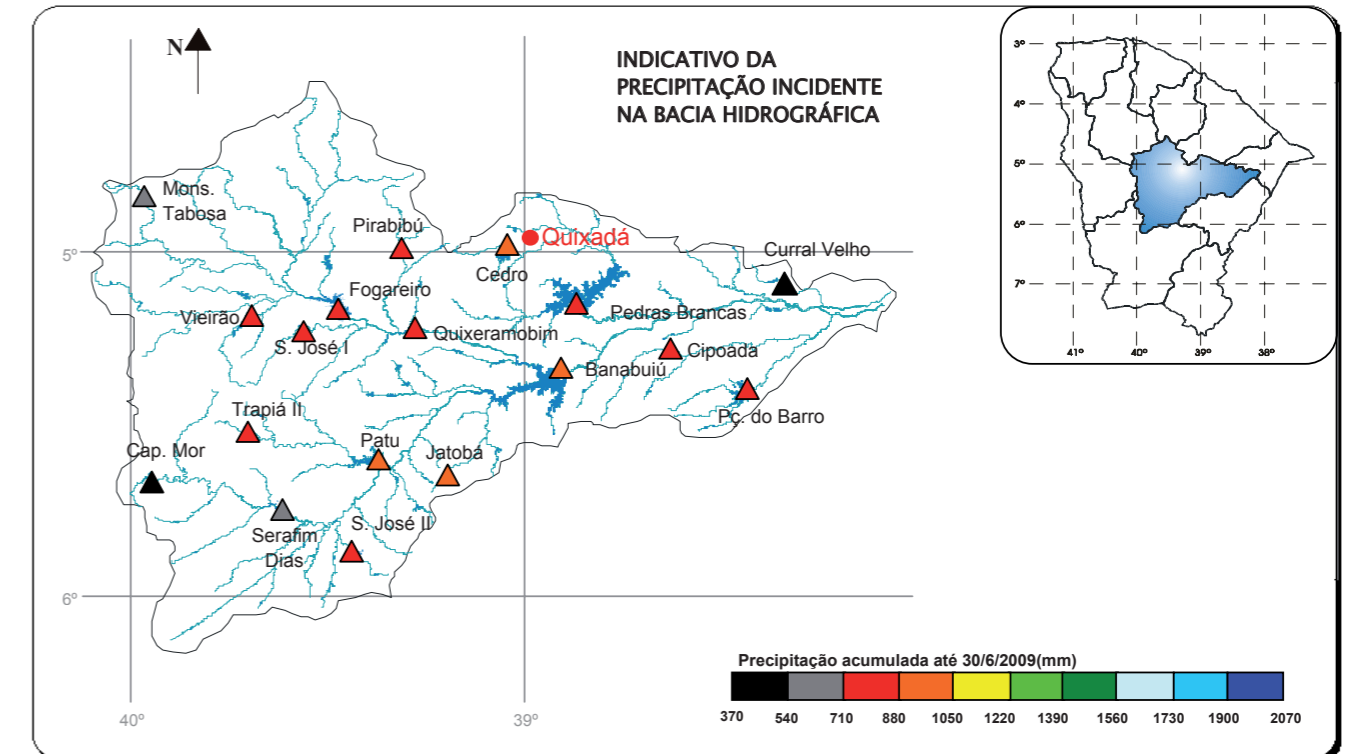 N
INDICATIVO DA
PRECIPITAÇÃO INCIDENTE
NA BACIA HIDROGRÁFICA
3º
4º
5º
6º
7º
41º 40º 39º 38º
Mons.
Tabosa
Pirabibú
Quixadá
Cedro
Curral Velho
5º
Fogareiro
Vieirão
S. José I
Quixeramobim
Pedras Brancas
Cipoada
Banabuiú
Pç. do Barro
Trapiá II
Cap. Mor
Patu
Jatobá
Serafim
Dias
S. José II
6º
40º
39º
Precipitação acumulada até 30/6/2009(mm)
370 540 710 880 1050 1220 1390 1560 1730 1900 2070